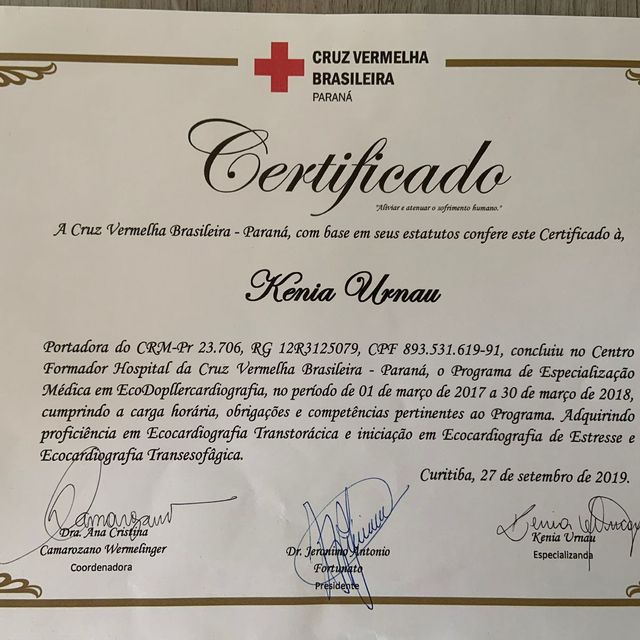 CRUZ VERMELHA
BRASILEIRA
PARANÁ
Certificado
"Aliviar e atenuar o sofrimento humano."
A Cruz Vermelha Brasileira - Paraná, com base em seus estatutos confere este Certificado à,
Kenia Urnau
Portadora do CRM-Pr 23.706, RG 12R3125079, CPF 893.531.619-91, concluiu no Centro
Formador Hospital da Cruz Vermelha Brasileira - Paraná, o Programa de Especialização
Médica em EcoDopllercardiografia, no período de 01 de março de 2017 a 30 de março de 2018,
cumprindo a carga horária, obrigações e competências pertinentes ao Programa. Adquirindo
proficiência em Ecocardiografia Transtorácica e iniciação em Ecocardiografia de Estresse e
Ecocardiografia Transesofágica.
Curitiba, 27 de setembro de 2019.
Dra. Ana Cristina
Camarozano Wermelinger
Coordenadora
Dr. Jeronimo Antonio
Fortunato
Presidente
Kenia Urnau
Especializanda